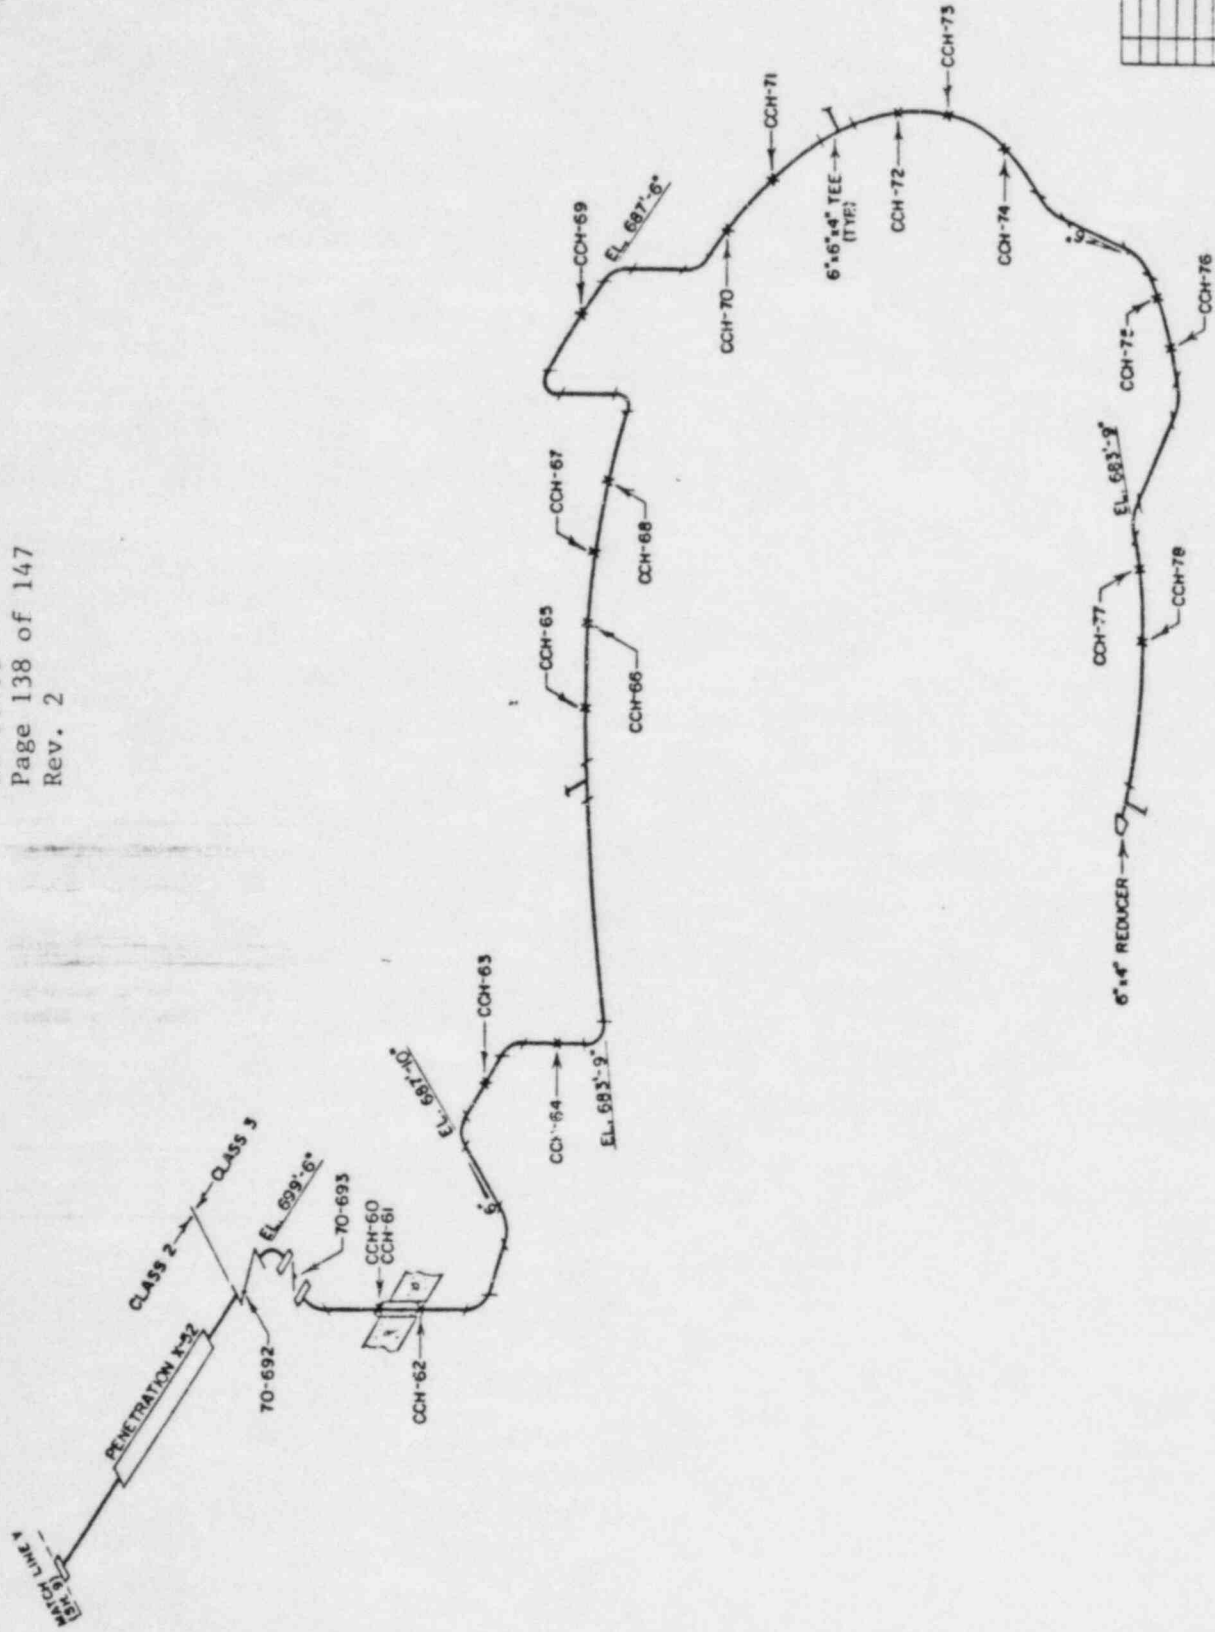 Page 138 of 147
Rev. 2
MATCH LINE Y
(SH. 9)
PENETRATION X-52
CLASS 2
CLASS 3
70-692
EL. 699'-6"
70-693
CCH-60
CCH-61
CCH-62
6"
EL. 687'-10"
CCH-63
CCH-64
EL. 683'-9"
CCH-65
CCH-66
CCH-67
CCH-68
CCH-69
EL. 687'-6"
CCH-70
CCH-71
6"x6"x4" TEE
(TYP.)
CCH-72
CCH-73
CCH-74
6"
CCH-75
CCH-76
EL. 683'-9"
CCH-77
CCH-78
6"x4" REDUCER